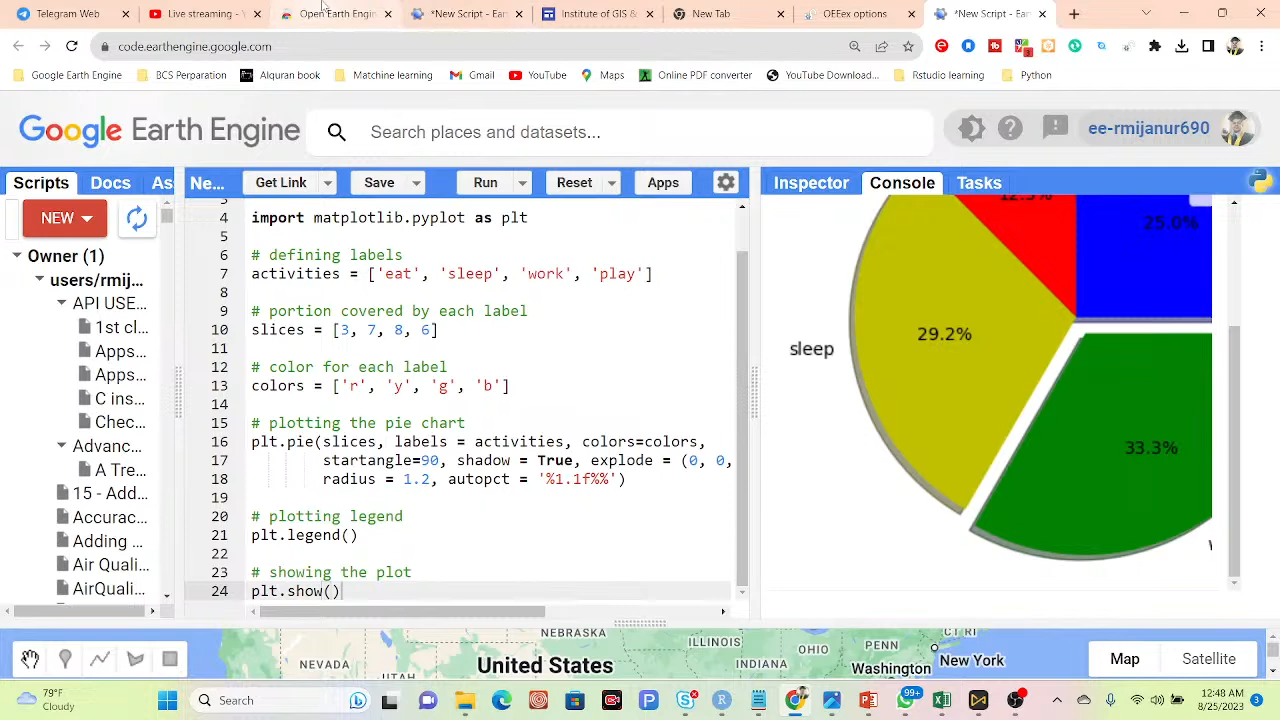 Telegram Web
Live streaming - Y
Open Earth Engine
*New Script - Ear
Institute of GIS &
New Tab
OEEex options
*New Script - Ear
code.earthengine.google.com
Google Earth Engine
BCS Perparation
Alquran book
Matchine learning
Gmail
YouTube
Maps
Online PDF converter
YouTube Download...
Rstudio learning
Python
Google Earth Engine
Search places and datasets...
ee-rmijanur690
Scripts
Docs
As
Ne...
Get Link
Save
Run
Reset
Apps
Inspector
Console
Tasks
NEW
Owner (1)
users/rmij...
API USE...
1st cl...
Apps...
Apps...
C ins...
Chec...
Advanc...
A Tre...
15 - Add...
Accurac...
Adding ...
Air Quali...
AirQuali...
4 import matplotlib.pyplot as plt
5
6 # defining labels
7 activities = ['eat', 'sleep', 'work', 'play']
8
9 # portion covered by each label
10 slices = [3, 7, 8, 6]
11
12 # color for each label
13 colors = ['r', 'y', 'g', 'b']
14
15 # plotting the pie chart
16 plt.pie(slices, labels = activities, colors=colors,
17 startangle=90, shadow = True, explode = (0, 0,
18 radius = 1.2, autopct = '%1.1f%%')
19
20 # plotting legend
21 plt.legend()
22
23 # showing the plot
24 plt.show()
12.5%
25.0%
29.2%
sleep
33.3%
NEBRASKA
NEVADA
UTAH
United States
ILLINOIS
INDIANA
OHIO
PENN
CT RI
New York
Washington
Map
Satellite
79°F
Cloudy
Search
99+
12:48 AM
8/25/2023
3